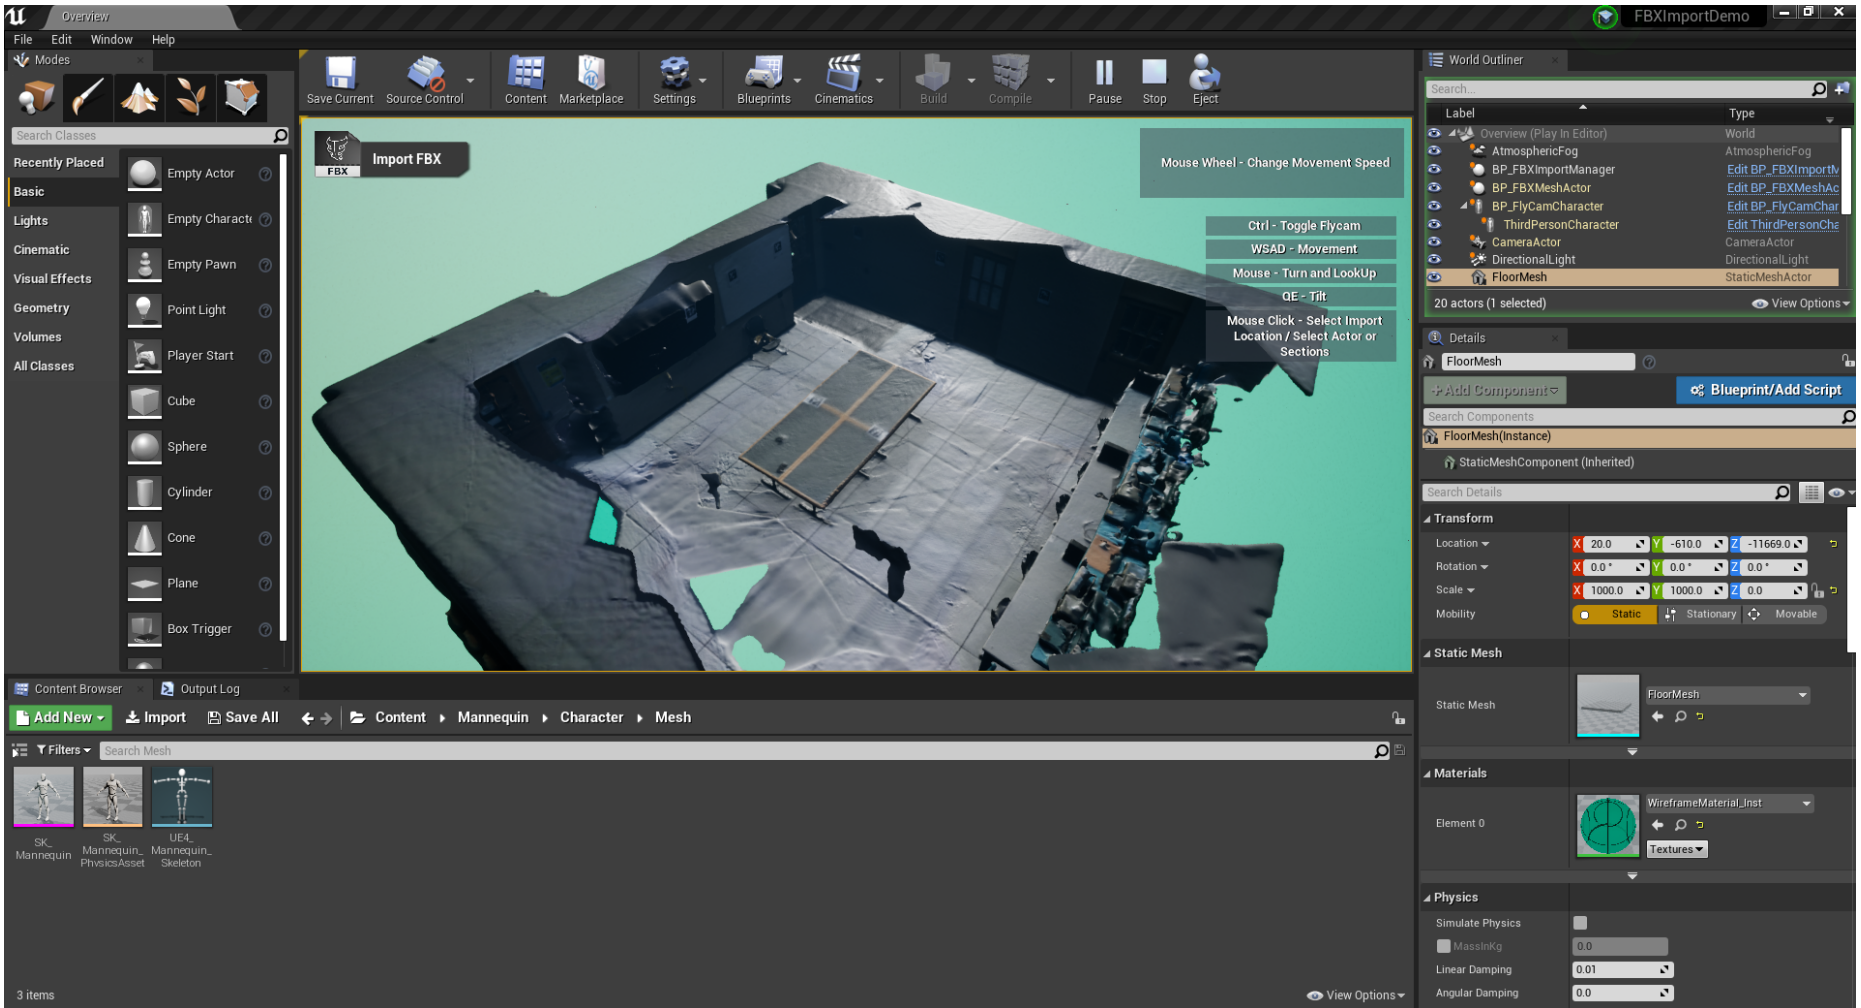 Overview
FBXImportDemo
File Edit Window Help
Modes
Search Classes
Recently Placed
Basic
Lights
Cinematic
Visual Effects
Geometry
Volumes
All Classes
Empty Actor
Empty Characte
Empty Pawn
Point Light
Player Start
Cube
Sphere
Cylinder
Cone
Plane
Box Trigger
Save Current Source Control Content Marketplace Settings Blueprints Cinematics Build Compile Pause Stop Eject
FBX
Import FBX
Mouse Wheel - Change Movement Speed
Ctrl - Toggle Flycam
WSAD - Movement
Mouse - Turn and LookUp
QE - Tilt
Mouse Click - Select Import
Location / Select Actor or
Sections
World Outliner
Search...
Label Type
Overview (Play In Editor) World
AtmosphericFog AtmosphericFog
BP_FBXImportManager Edit BP_FBXImportM
BP_FBXMeshActor Edit BP_FBXMeshAc
BP_FlyCamCharacter Edit BP_FlyCamChar
ThirdPersonCharacter Edit ThirdPersonCha
CameraActor CameraActor
DirectionalLight DirectionalLight
FloorMesh StaticMeshActor
20 actors (1 selected) View Options
Details
FloorMesh
+Add Component Blueprint/Add Script
Search Components
FloorMesh(Instance)
StaticMeshComponent (Inherited)
Search Details
Transform
Location X 20.0 Y -610.0 Z -11669.0
Rotation X 0.0 ° Y 0.0 ° Z 0.0 °
Scale X 1000.0 Y 1000.0 Z 0.0
Mobility Static Stationary Movable
Static Mesh
Static Mesh FloorMesh
Materials
Element 0 WireframeMaterial_Inst
Textures
Physics
Simulate Physics
MassInKg 0.0
Linear Damping 0.01
Angular Damping 0.0
Content Browser Output Log
Add New Import Save All Content Mannequin Character Mesh
Filters Search Mesh
SK_
Mannequin
SK_
Mannequin_
PhysicsAsset
UE4_
Mannequin_
Skeleton
3 items View Options